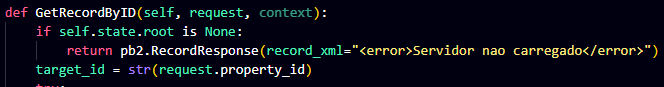 def GetRecordByID(self, request, context):
    if self.state.root is None:
        return pb2.RecordResponse(record_xml="<error>Servidor nao carregado</error>")
    target_id = str(request.property_id)
    try: